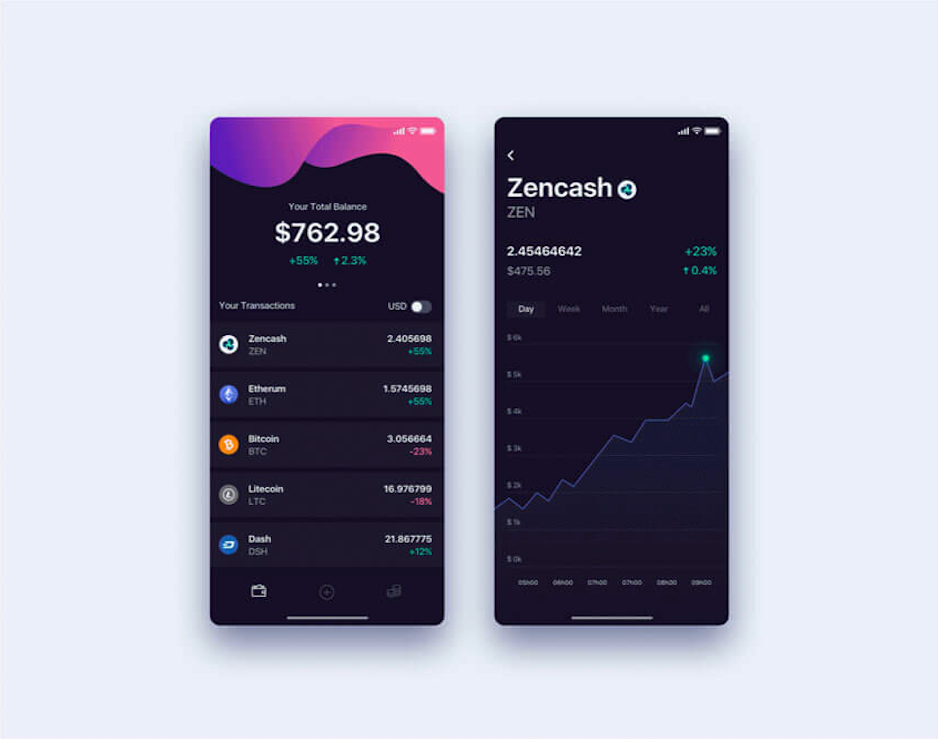 Your Total Balance
$762.98
+55% ↑2.3%
Your Transactions USD
Zencash 2.405698
ZEN +55%
Etherum 1.5745698
ETH +55%
Bitcoin 3.056664
BTC -23%
Litecoin 16.976799
LTC -18%
Dash 21.867775
DSH +12%
Zencash
ZEN
2.45464642 +23%
$475.56 ↑0.4%
Day Week Month Year All
$ 6k
$ 5k
$ 4k
$ 3k
$ 2k
$ 1k
$ 0k
05h00 06h00 07h00 07h00 08h00 09h00